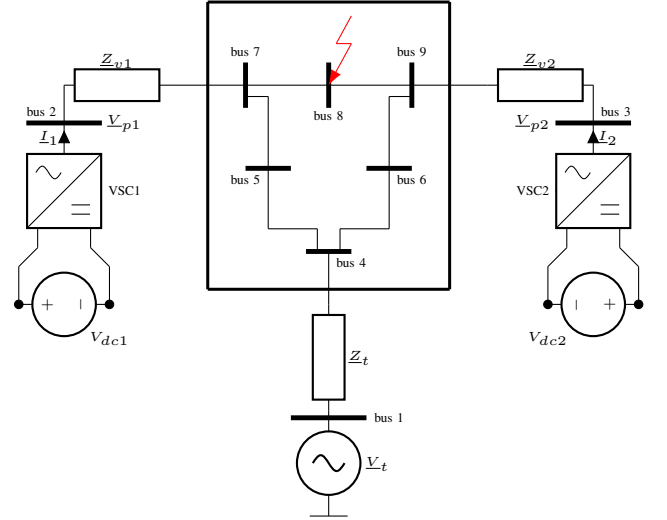 bus 7
bus 9
Z_v1
Z_v2
bus 8
bus 2
V_p1
V_p2
bus 3
I_1
I_2
VSC1
VSC2
bus 5
bus 6
bus 4
+
−
−
+
V_dc1
V_dc2
Z_t
bus 1
V_t